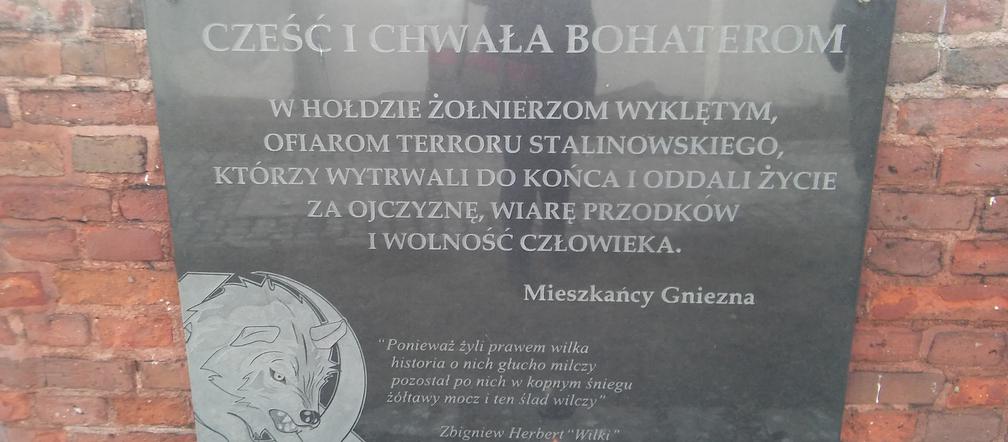 CZEŚĆ I CHWAŁA BOHATEROM
W HOŁDZIE ŻOŁNIERZOM WYKLĘTYM,
OFIAROM TERRORU STALINOWSKIEGO,
KTÓRZY WYTRWALI DO KOŃCA I ODDALI ŻYCIE
ZA OJCZYZNĘ, WIARĘ PRZODKÓW
I WOLNOŚĆ CZŁOWIEKA.
Mieszkańcy Gniezna
"Ponieważ żyli prawem wilka
historia o nich głucho milczy
pozostał po nich w kopnym śniegu
żółtawy mocz i ten ślad wilczy"
Zbigniew Herbert "Wilki"